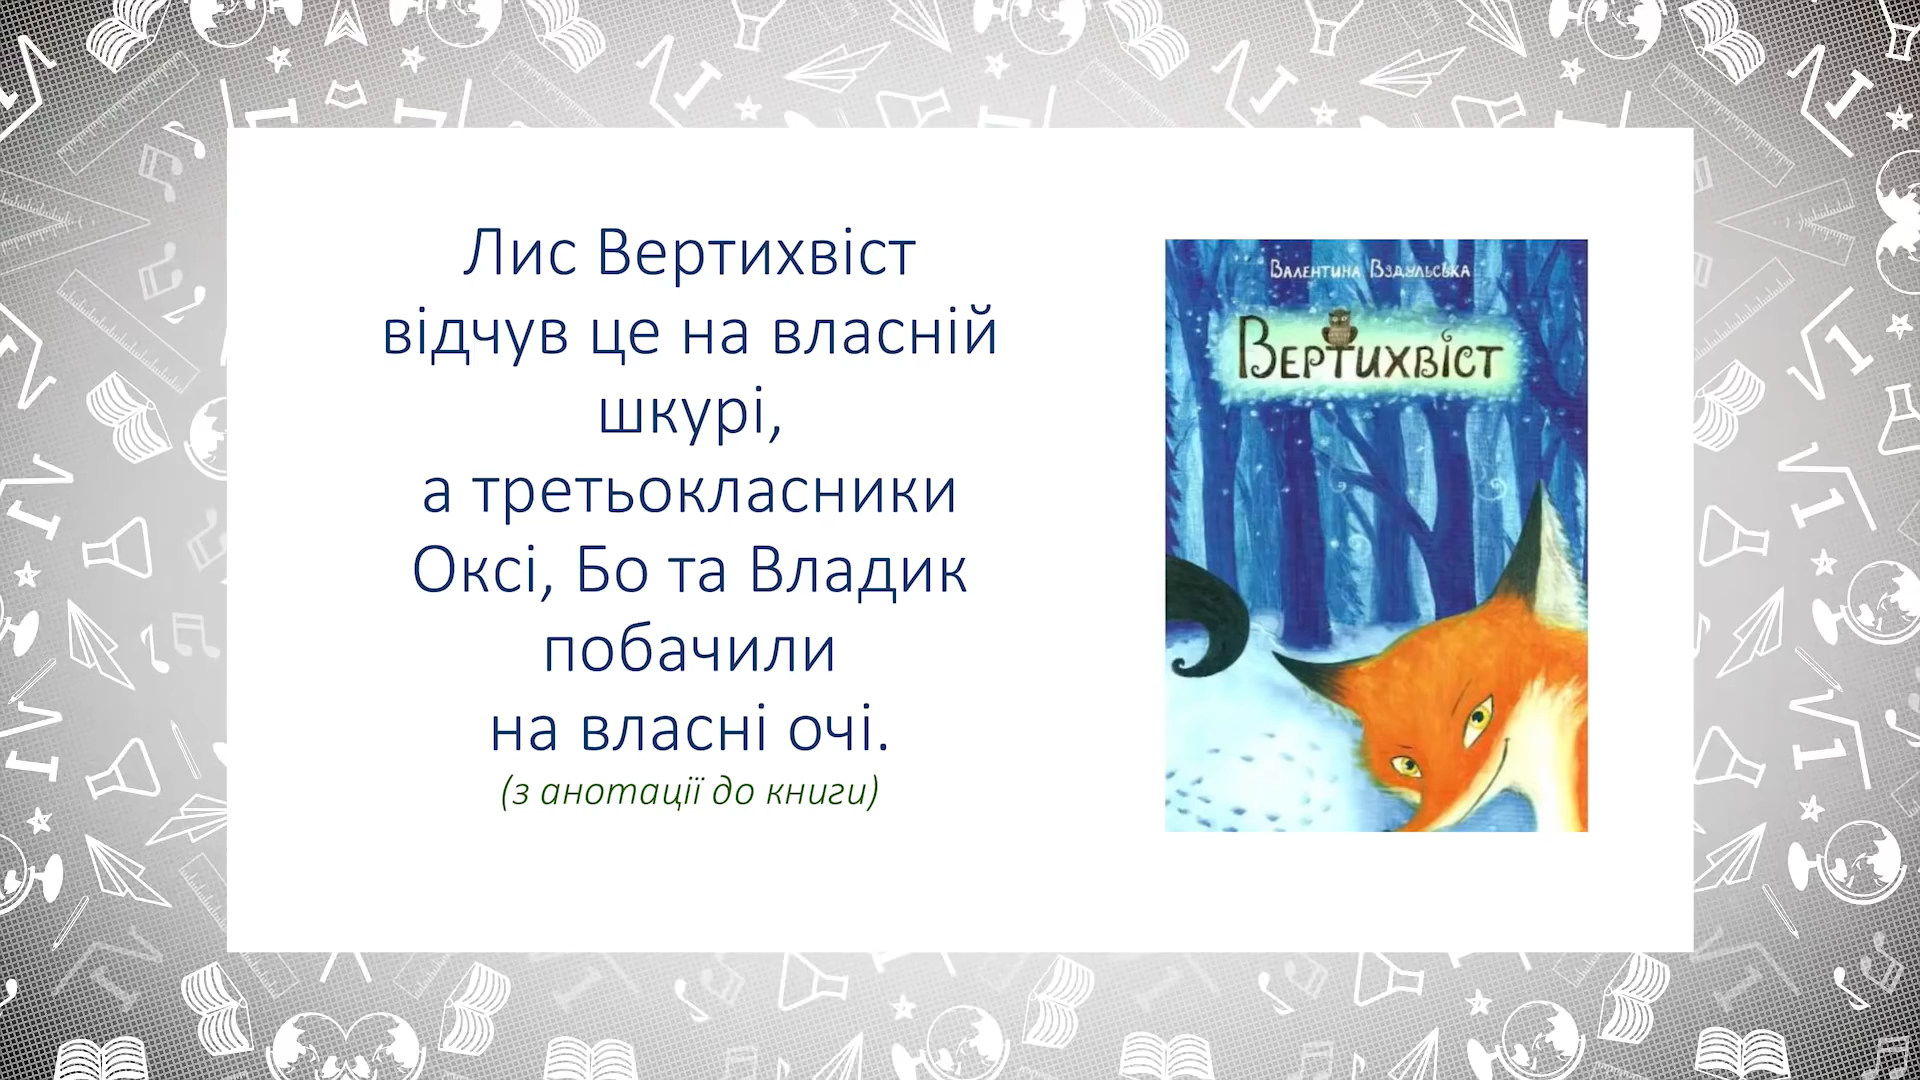 Лис Вертихвіст
відчув це на власній
шкурі,
а третьокласники
Оксі, Бо та Владик
побачили
на власні очі.
(з анотації до книги)
Валентина Вздульська
Вертихвіст